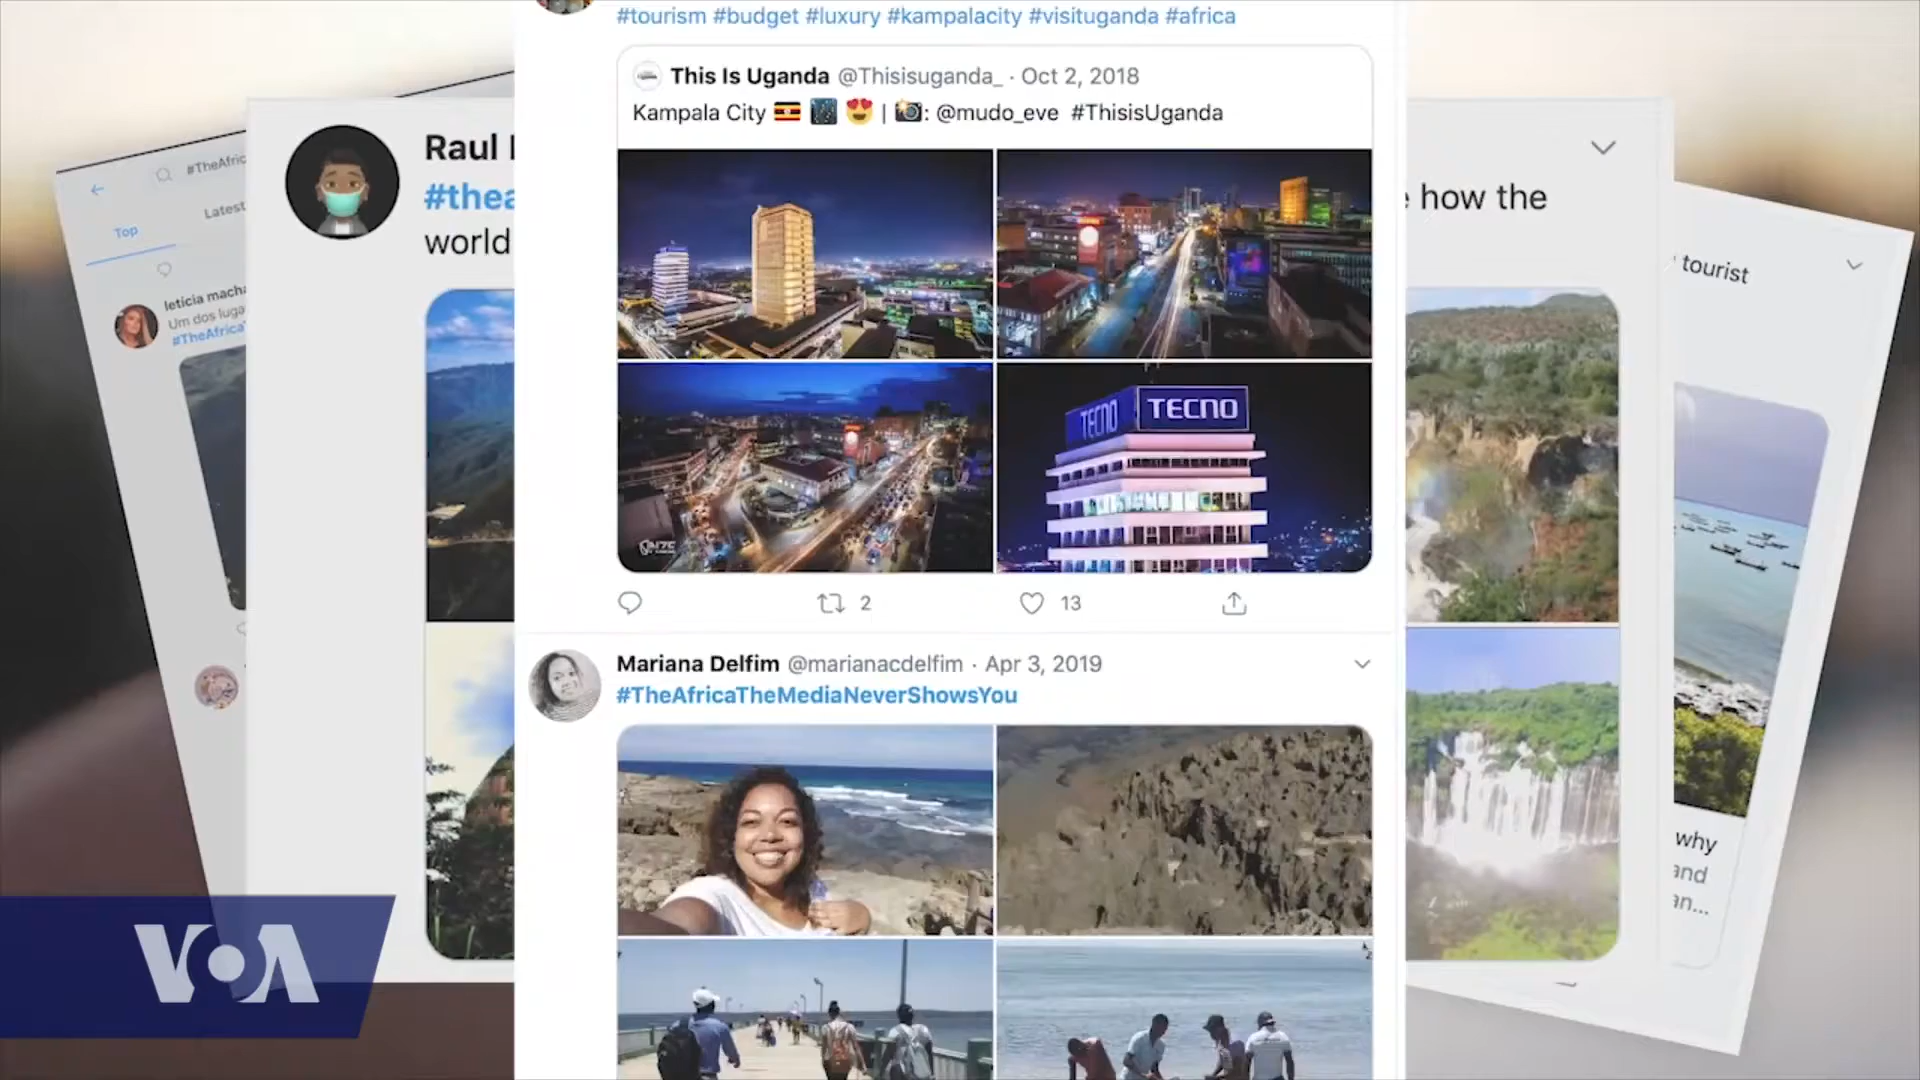 #tourism #budget #luxury #kampalacity #visituganda #africa
This Is Uganda @Thisisuganda_ · Oct 2, 2018
Kampala City 🇺🇬 🌃 😍 | 📸: @mudo_eve #ThisisUganda
TECNO
TECNO
2
13
Mariana Delfim @marianacdelfim · Apr 3, 2019
#TheAfricaTheMediaNeverShowsYou
#TheAfric
Top
Latest
leticia macha
Um dos luga
#TheAfrica
Raul
#thea
world
how the
tourist
why
and
an...
VOA